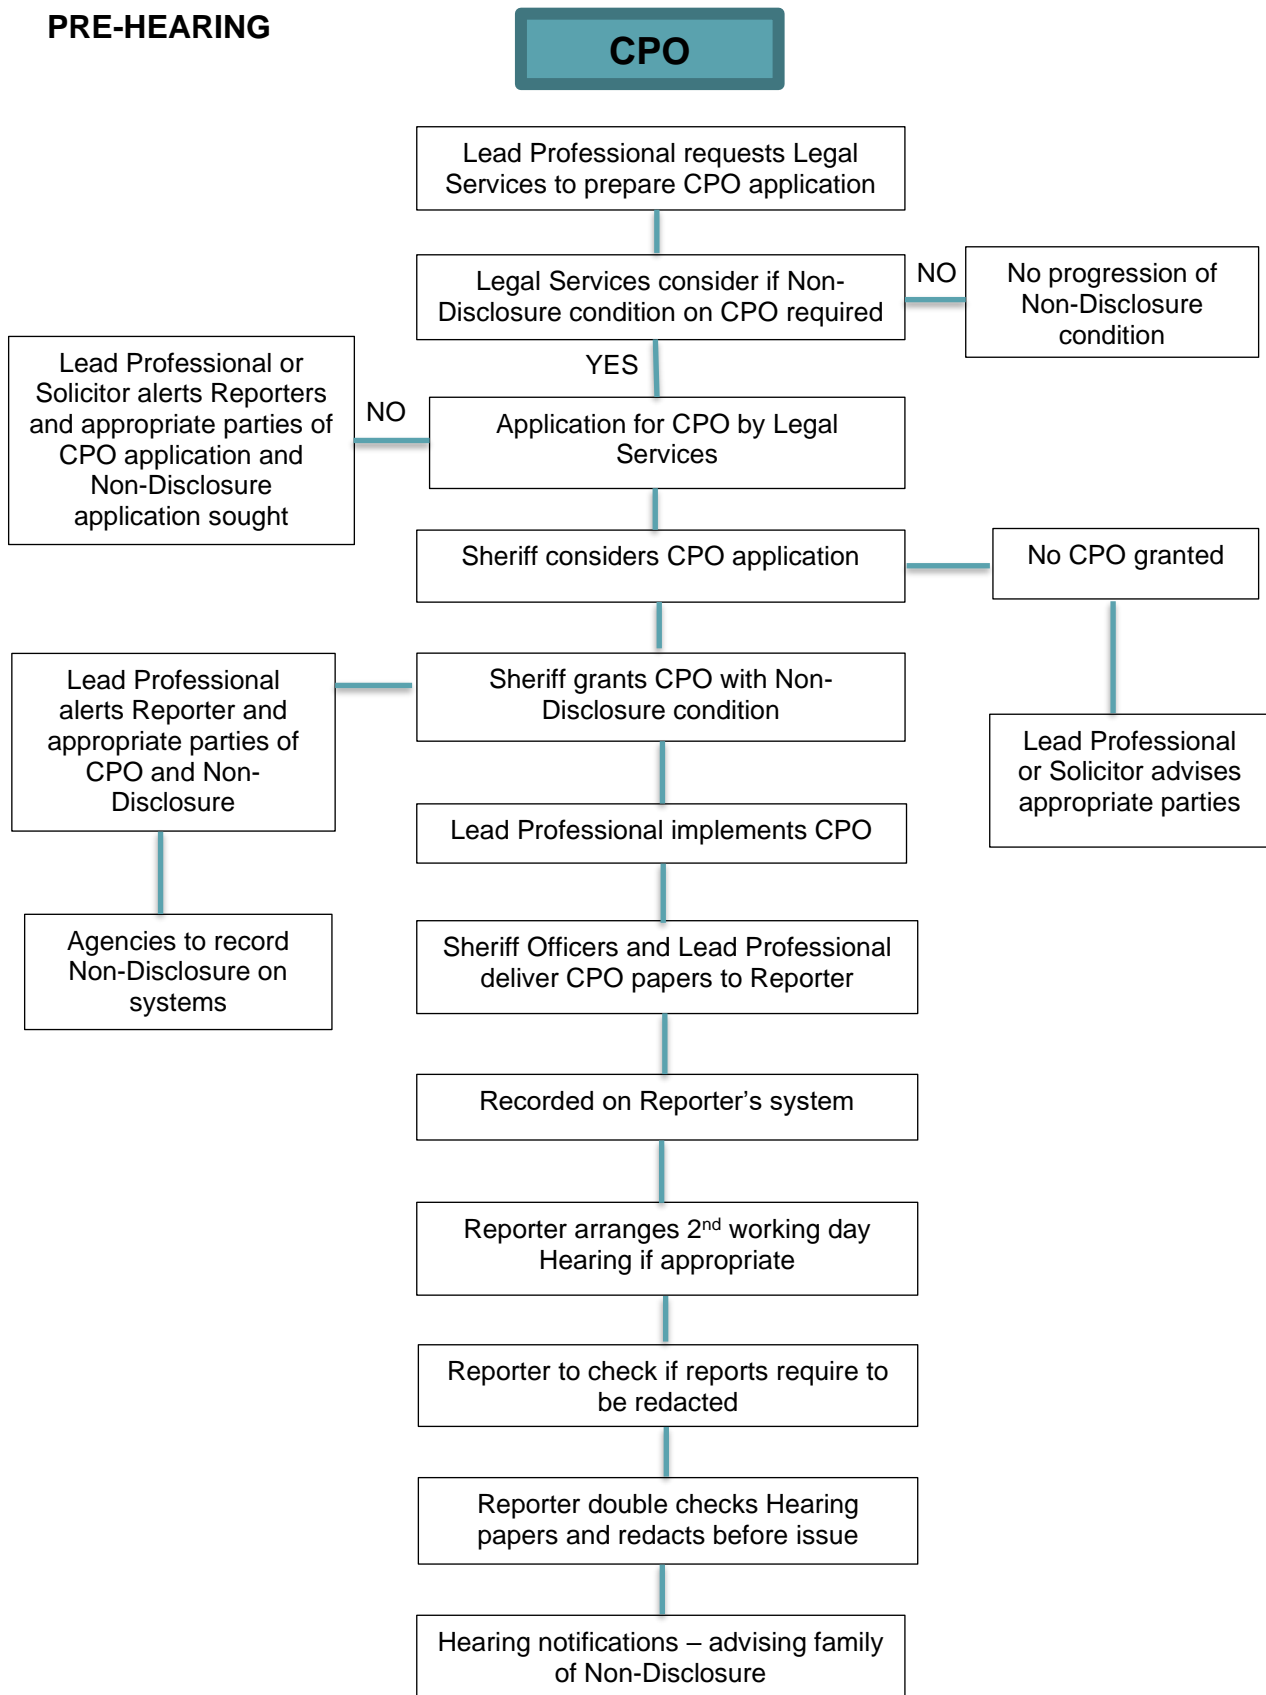 PRE-HEARING
CPO
Lead Professional requests Legal
Services to prepare CPO application
Legal Services consider if Non-
Disclosure condition on CPO required
NO
No progression of
Non-Disclosure
condition
YES
Lead Professional or
Solicitor alerts Reporters
and appropriate parties of
CPO application and
Non-Disclosure
application sought
NO
Application for CPO by Legal
Services
Sheriff considers CPO application
No CPO granted
Lead Professional
alerts Reporter and
appropriate parties of
CPO and Non-
Disclosure
Sheriff grants CPO with Non-
Disclosure condition
Lead Professional
or Solicitor advises
appropriate parties
Lead Professional implements CPO
Agencies to record
Non-Disclosure on
systems
Sheriff Officers and Lead Professional
deliver CPO papers to Reporter
Recorded on Reporter’s system
Reporter arranges 2nd working day
Hearing if appropriate
Reporter to check if reports require to
be redacted
Reporter double checks Hearing
papers and redacts before issue
Hearing notifications – advising family
of Non-Disclosure